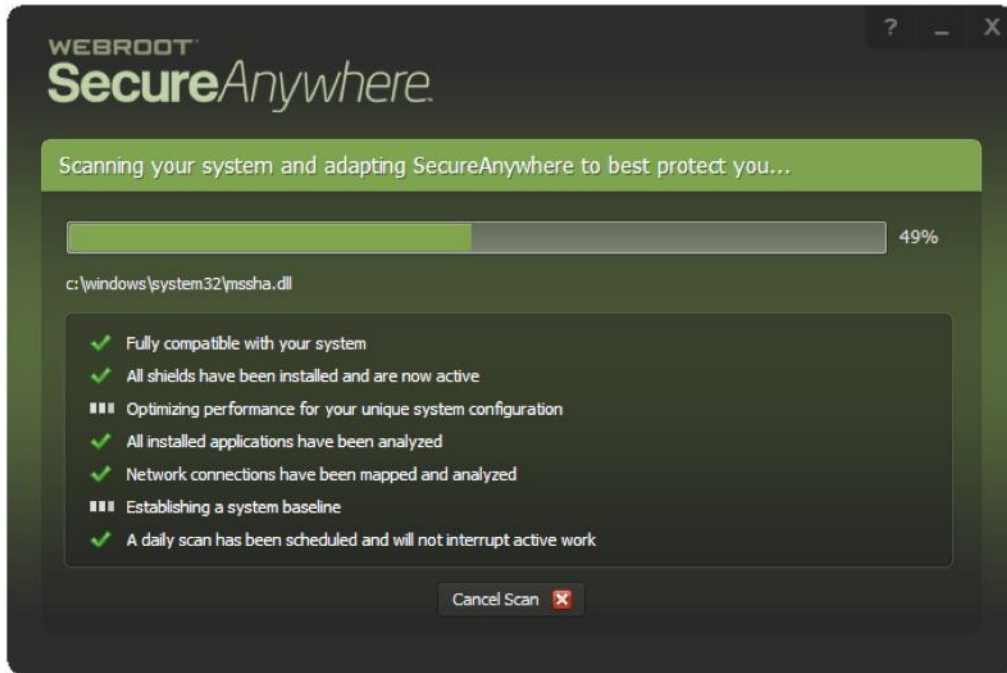 ? _ X
WEBROOT
SecureAnywhere.
Scanning your system and adapting SecureAnywhere to best protect you...
49%
c:\windows\system32\mssha.dll
Fully compatible with your system
All shields have been installed and are now active
Optimizing performance for your unique system configuration
All installed applications have been analyzed
Network connections have been mapped and analyzed
Establishing a system baseline
A daily scan has been scheduled and will not interrupt active work
Cancel Scan